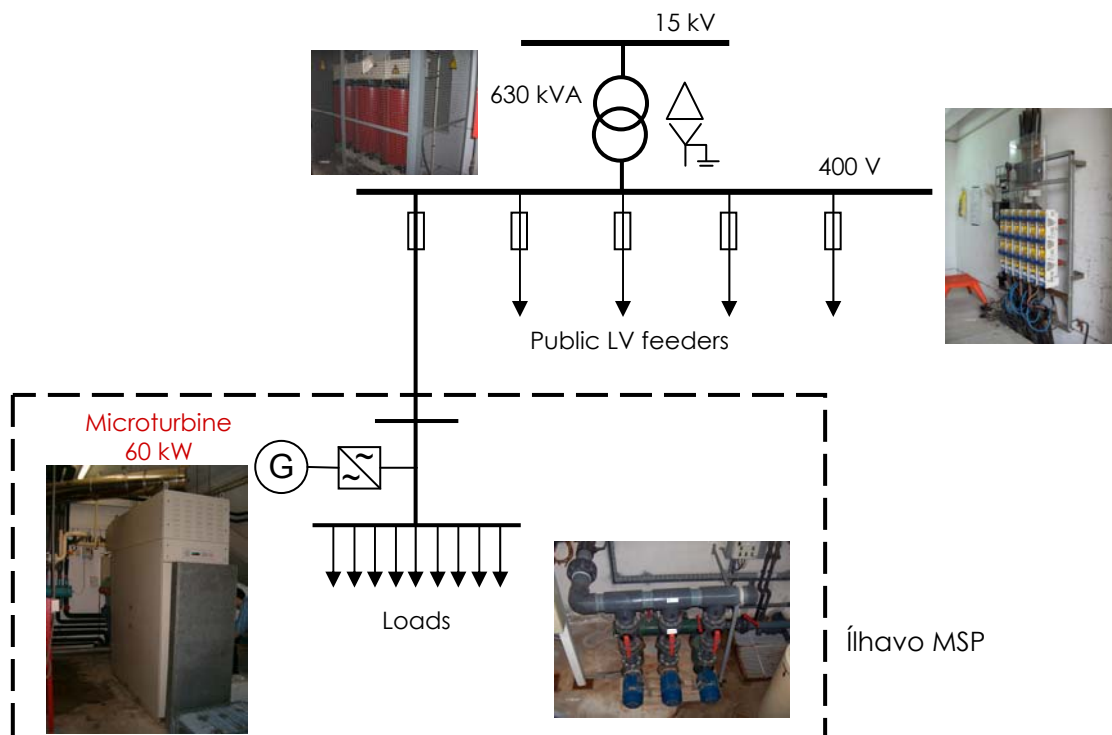 15 kV
630 kVA
400 V
Public LV feeders
Microturbine
60 kW
G
Loads
Ílhavo MSP